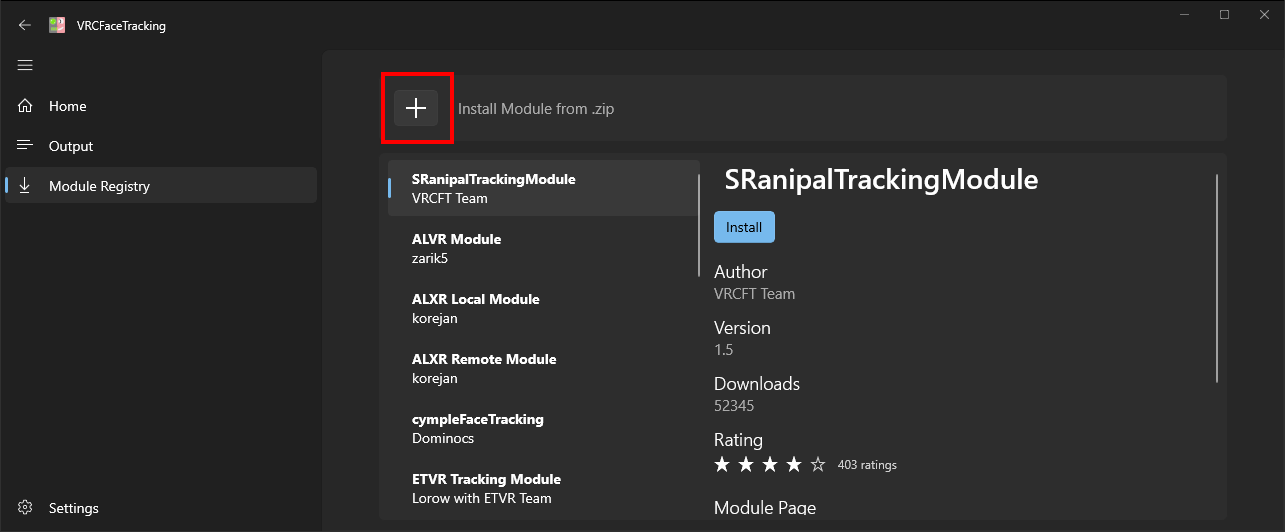 VRCFaceTracking
Home
Output
Module Registry
Settings
Install Module from .zip
SRanipalTrackingModule
VRCFT Team
ALVR Module
zarik5
ALXR Local Module
korejan
ALXR Remote Module
korejan
cympleFaceTracking
Dominocs
ETVR Tracking Module
Lorow with ETVR Team
SRanipalTrackingModule
Install
Author
VRCFT Team
Version
1.5
Downloads
52345
Rating
403 ratings
Module Page